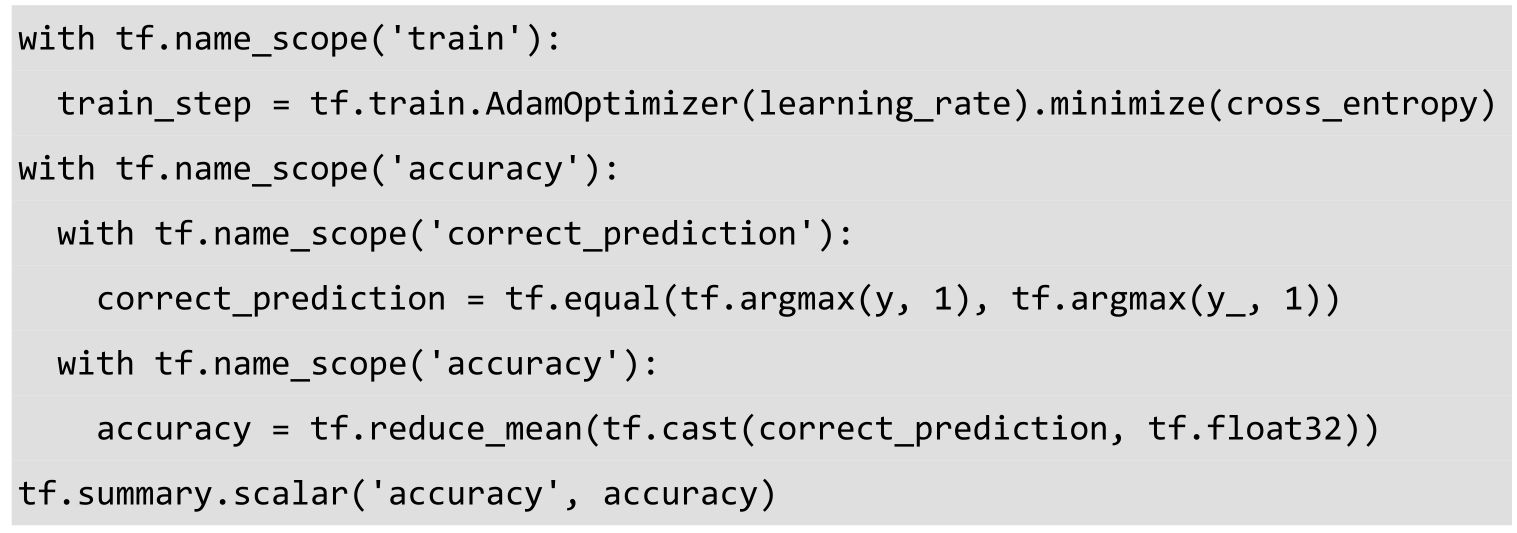 with tf.name_scope('train'):
  train_step = tf.train.AdamOptimizer(learning_rate).minimize(cross_entropy)
with tf.name_scope('accuracy'):
  with tf.name_scope('correct_prediction'):
    correct_prediction = tf.equal(tf.argmax(y, 1), tf.argmax(y_, 1))
  with tf.name_scope('accuracy'):
    accuracy = tf.reduce_mean(tf.cast(correct_prediction, tf.float32))
tf.summary.scalar('accuracy', accuracy)